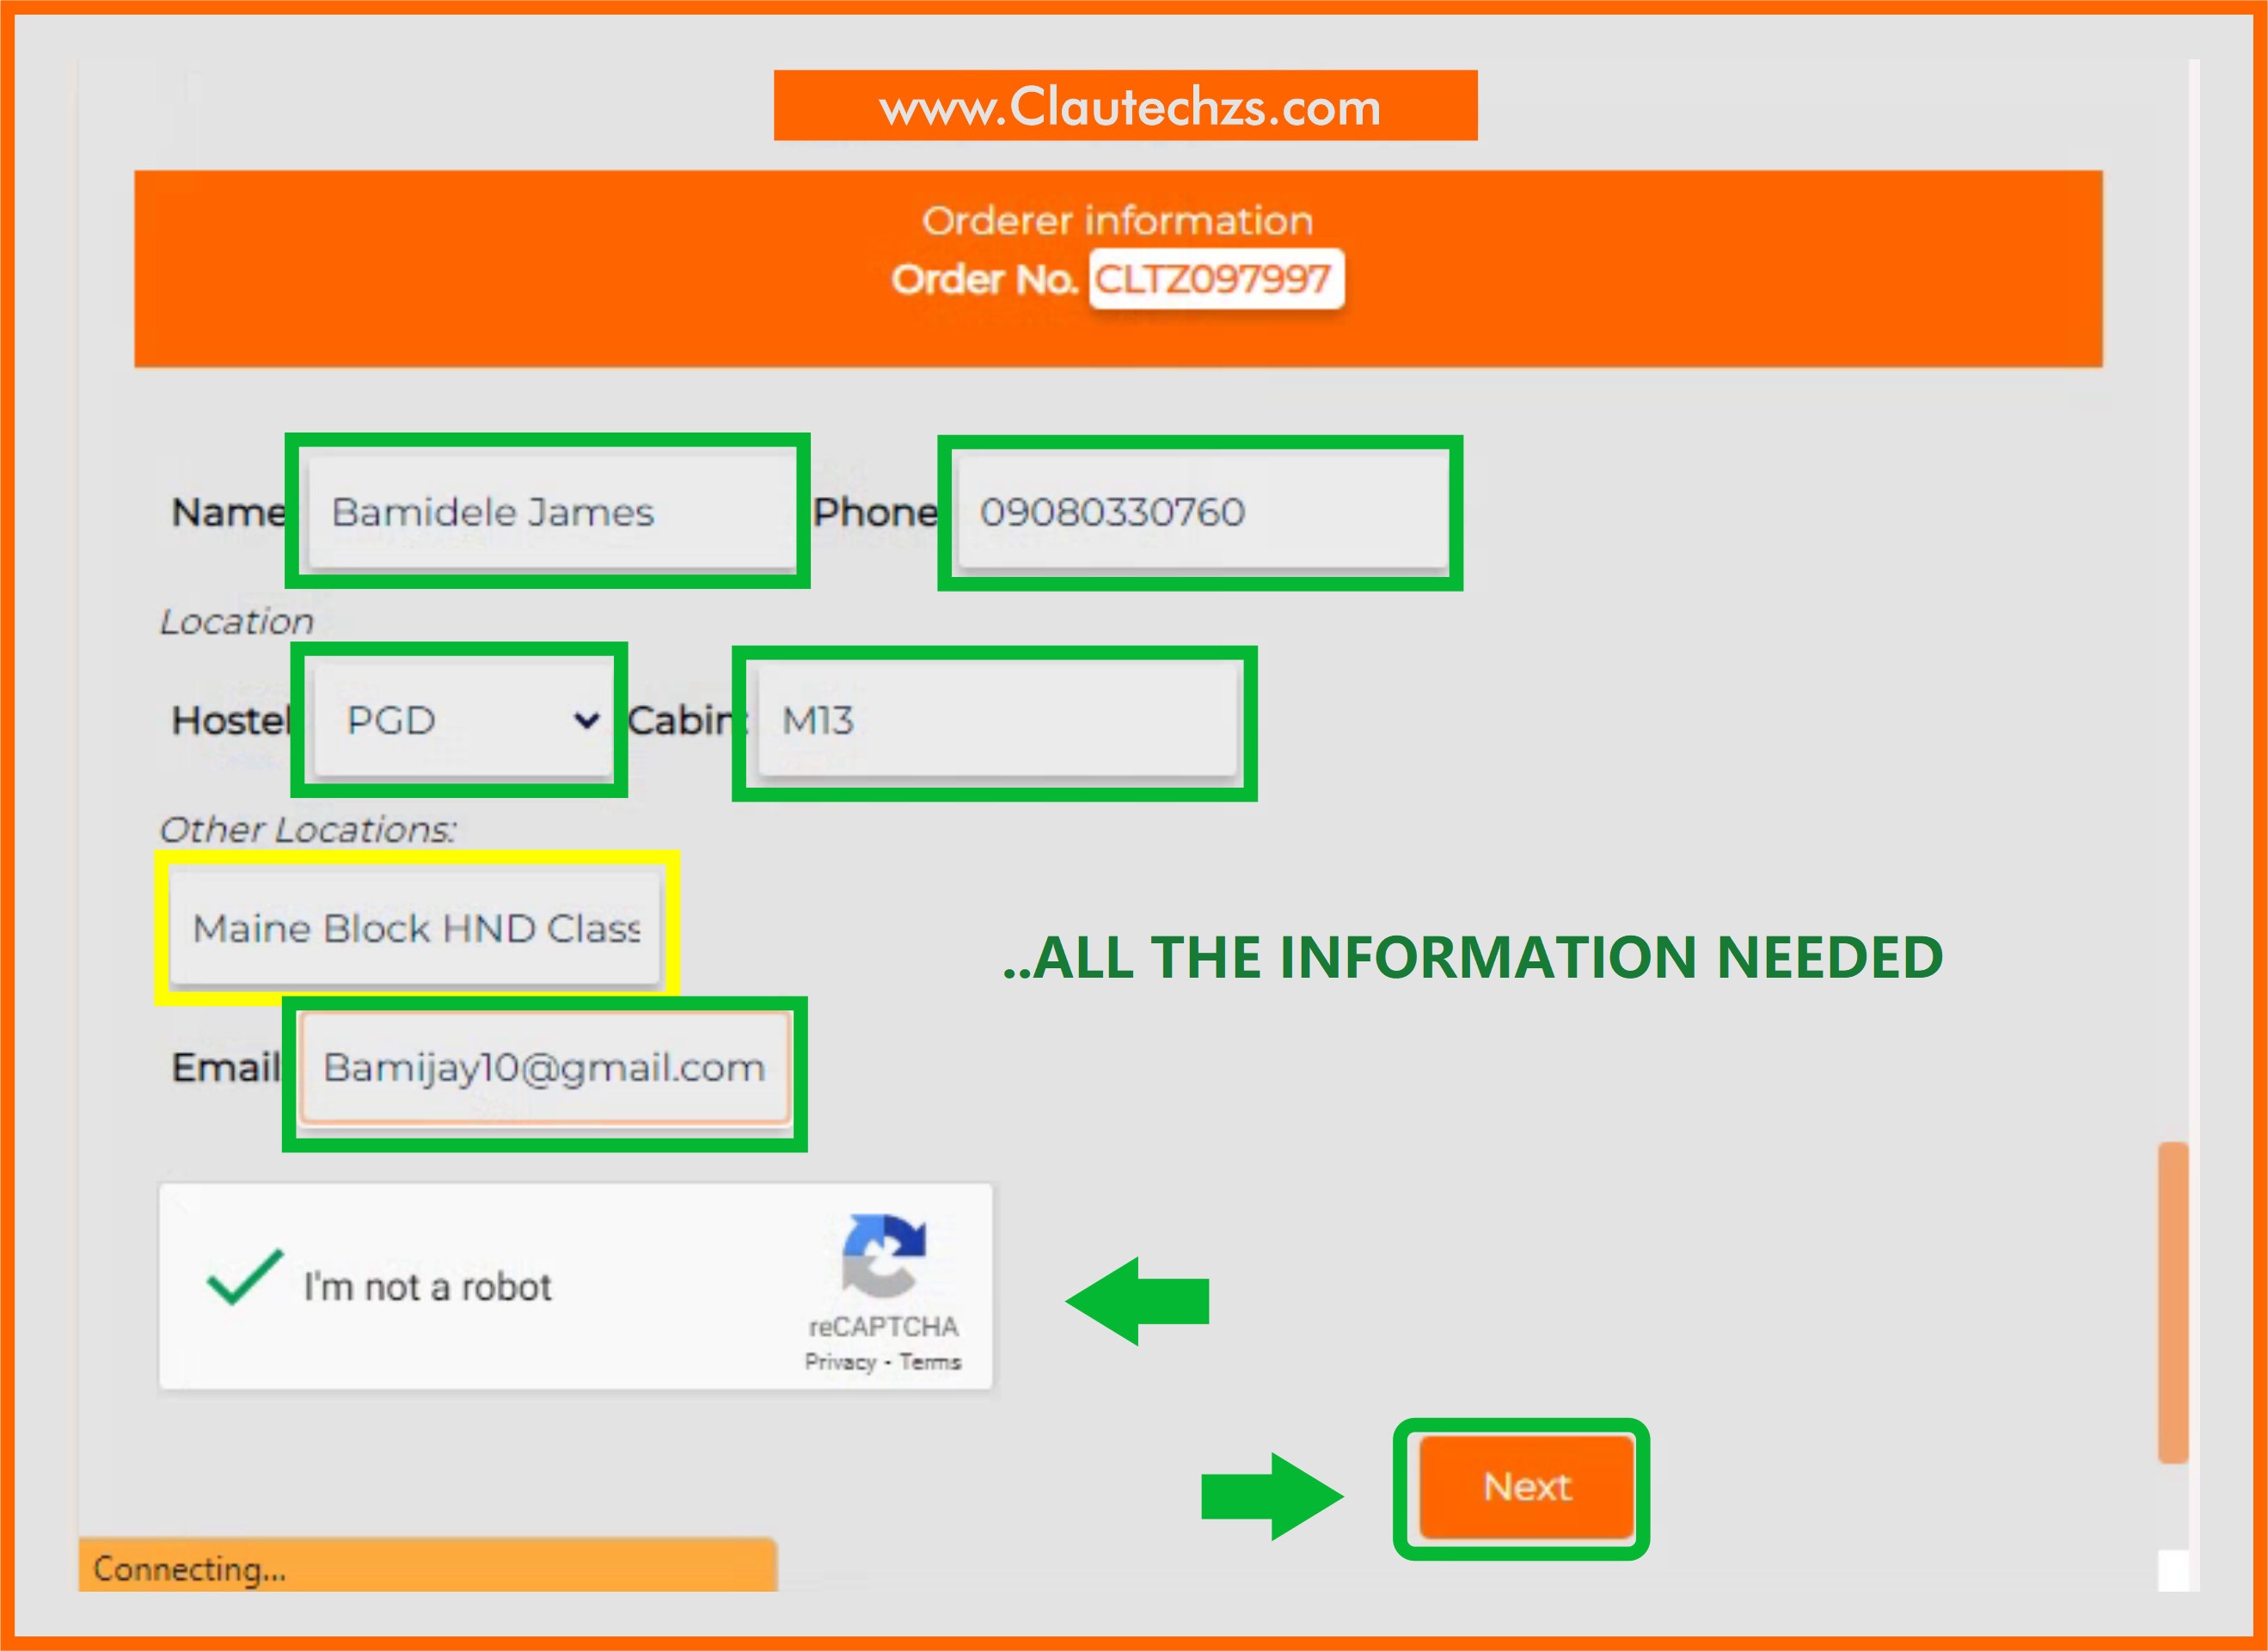 www.Clautechzs.com
Orderer information
Order No. CLTZ097997
Name Bamidele James Phone 09080330760
Location
Hostel PGD Cabin: M13
Other Locations:
Maine Block HND Class
..ALL THE INFORMATION NEEDED
Email Bamijay10@gmail.com
I'm not a robot
reCAPTCHA
Privacy - Terms
Next
Connecting...